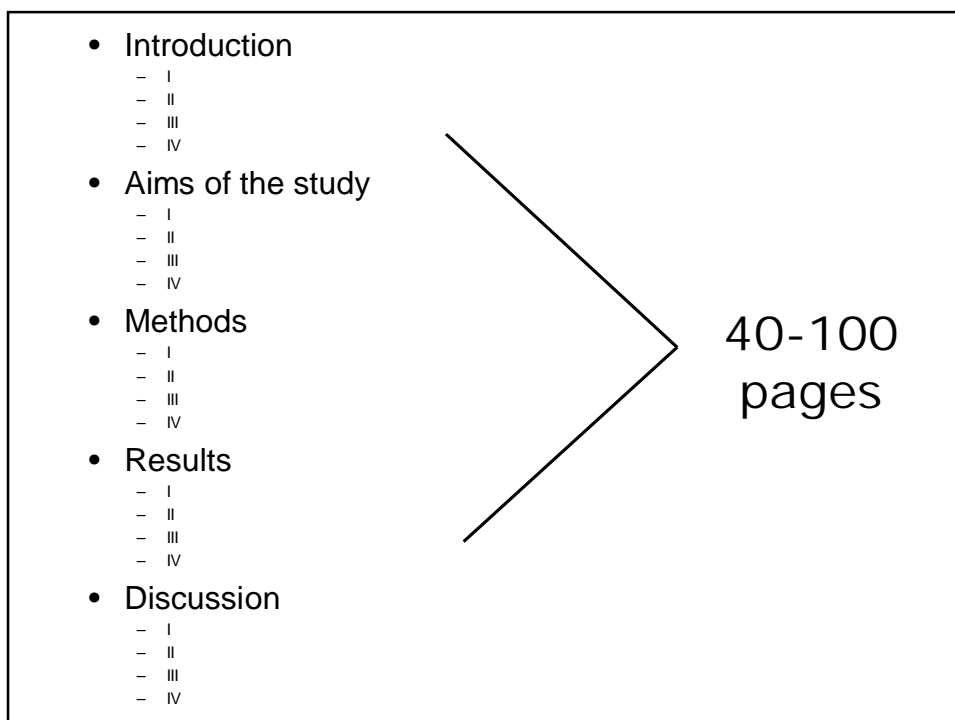 • Introduction
– I
– II
– III
– IV
• Aims of the study
– I
– II
– III
– IV
• Methods
– I
– II
– III
– IV
• Results
– I
– II
– III
– IV
• Discussion
– I
– II
– III
– IV
40-100
pages